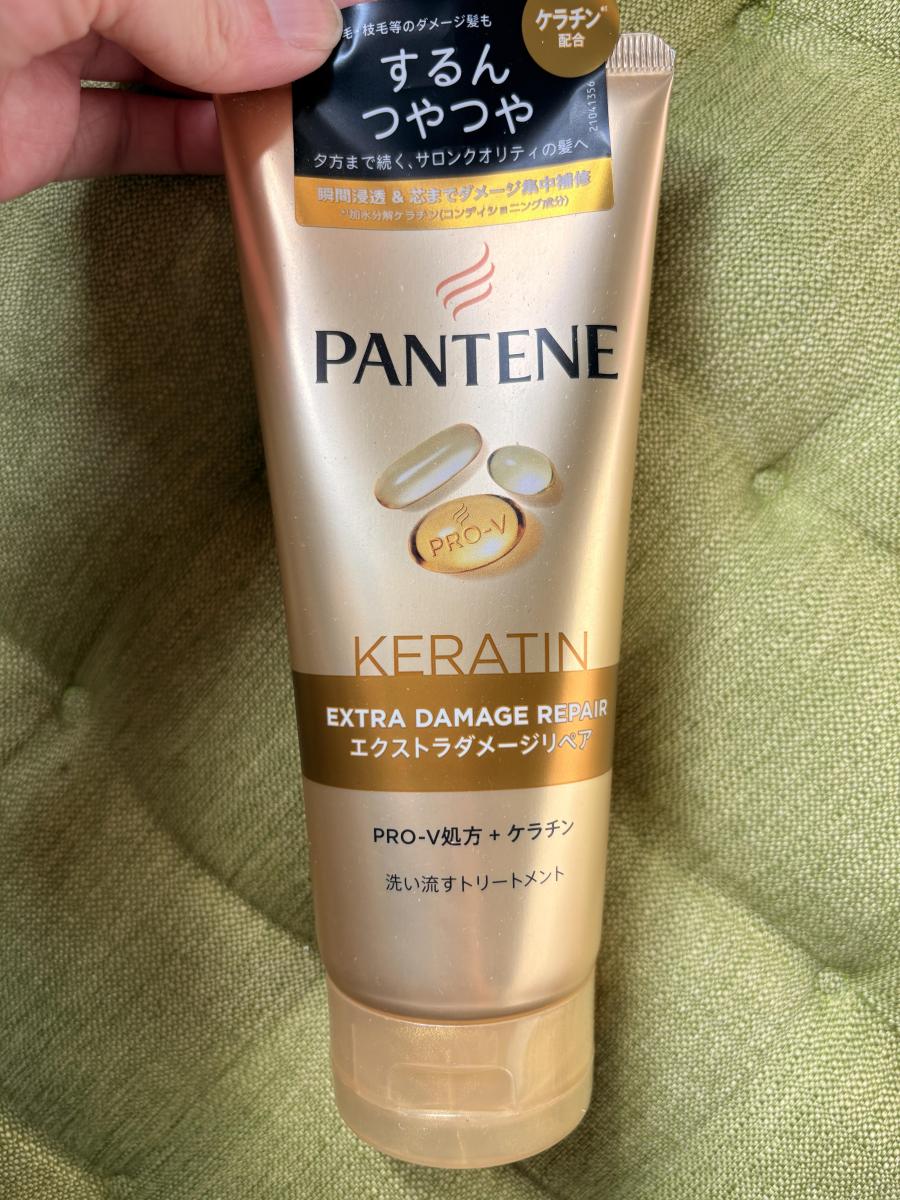 毛・枝毛等のダメージ髪も
ケラチン*¹
配合
するん
つやつや
21041356
夕方まで続く、サロンクオリティの髪へ
瞬間浸透 & 芯までダメージ集中補修
*¹加水分解ケラチン(コンディショニング成分)
PANTENE
PRO-V
KERATIN
EXTRA DAMAGE REPAIR
エクストラダメージリペア
PRO-V処方 + ケラチン
洗い流すトリートメント